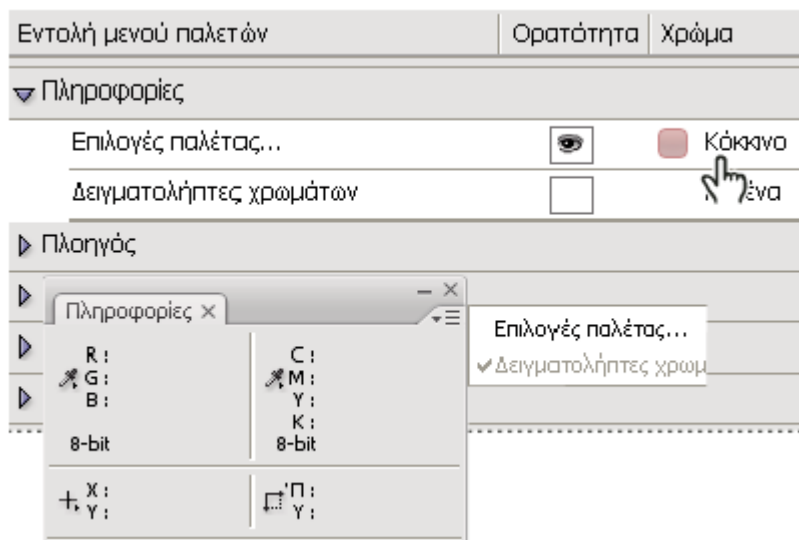 Εντολή μενού παλετών Ορατότητα Χρώμα
Πληροφορίες
Επιλογές παλέτας... Κόκκινο
Δειγματολήπτες χρωμάτων
Πλοηγός
Πληροφορίες
Επιλογές παλέτας...
Δειγματολήπτες
R: C:
G: M:
B: Y:
K:
8-bit 8-bit
X: Π:
Y: Υ: